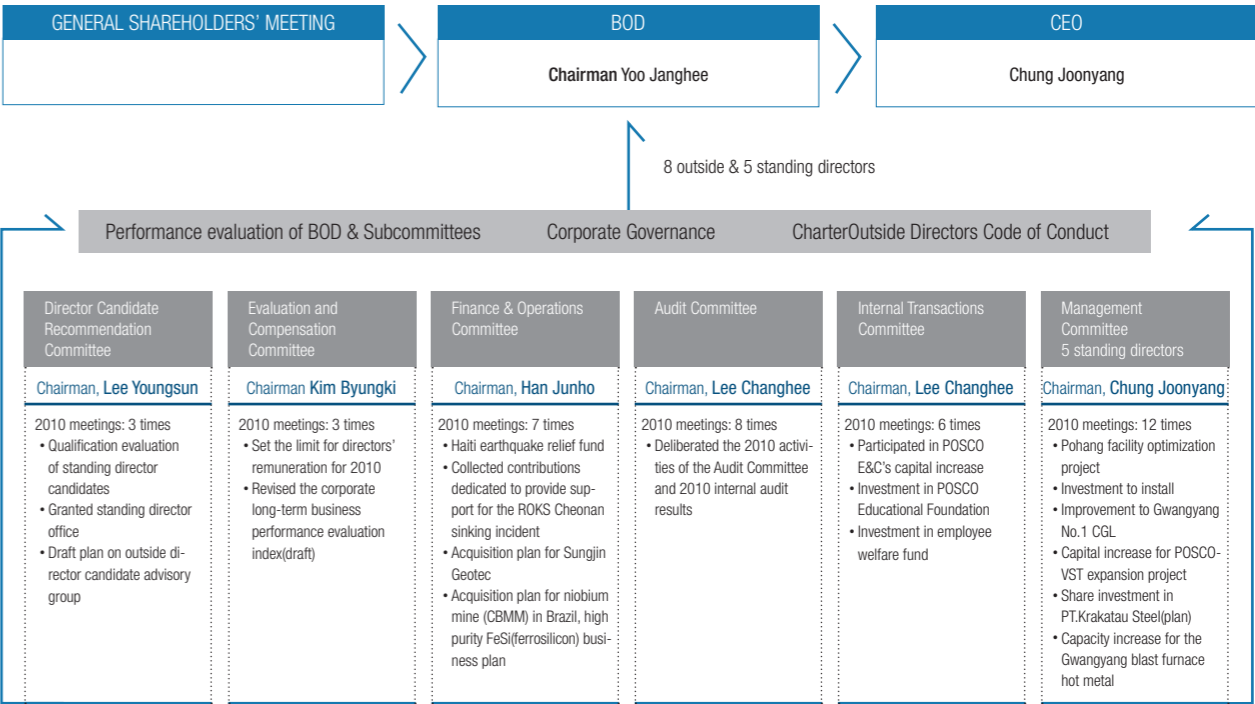 GENERAL SHAREHOLDERS' MEETING
BOD
Chairman Yoo Janghee
CEO
Chung Joonyang
8 outside & 5 standing directors
Performance evaluation of BOD & Subcommittees
Corporate Governance
CharterOutside Directors Code of Conduct
Director Candidate
Recommendation
Committee
Chairman, Lee Youngsun
2010 meetings: 3 times
• Qualification evaluation
of standing director
candidates
• Granted standing director
office
• Draft plan on outside di-
rector candidate advisory
group
Evaluation and
Compensation
Committee
Chairman Kim Byungki
2010 meetings: 3 times
• Set the limit for directors'
remuneration for 2010
• Revised the corporate
long-term business
performance evaluation
index(draft)
Finance & Operations
Committee
Chairman, Han Junho
2010 meetings: 7 times
• Haiti earthquake relief fund
• Collected contributions
dedicated to provide sup-
port for the ROKS Cheonan
sinking incident
• Acquisition plan for Sungjin
Geotec
• Acquisition plan for niobium
mine (CBMM) in Brazil, high
purity FeSi(ferrosilicon) busi-
ness plan
Audit Committee
Chairman, Lee Changhee
2010 meetings: 8 times
• Deliberated the 2010 activi-
ties of the Audit Committee
and 2010 internal audit
results
Internal Transactions
Committee
Chairman, Lee Changhee
2010 meetings: 6 times
• Participated in POSCO
E&C's capital increase
• Investment in POSCO
Educational Foundation
• Investment in employee
welfare fund
Management
Committee
5 standing directors
Chairman, Chung Joonyang
2010 meetings: 12 times
• Pohang facility optimization
project
• Investment to install
• Improvement to Gwangyang
No.1 CGL
• Capital increase for POSCO-
VST expansion project
• Share investment in
PT.Krakatau Steel(plan)
• Capacity increase for the
Gwangyang blast furnace
hot metal